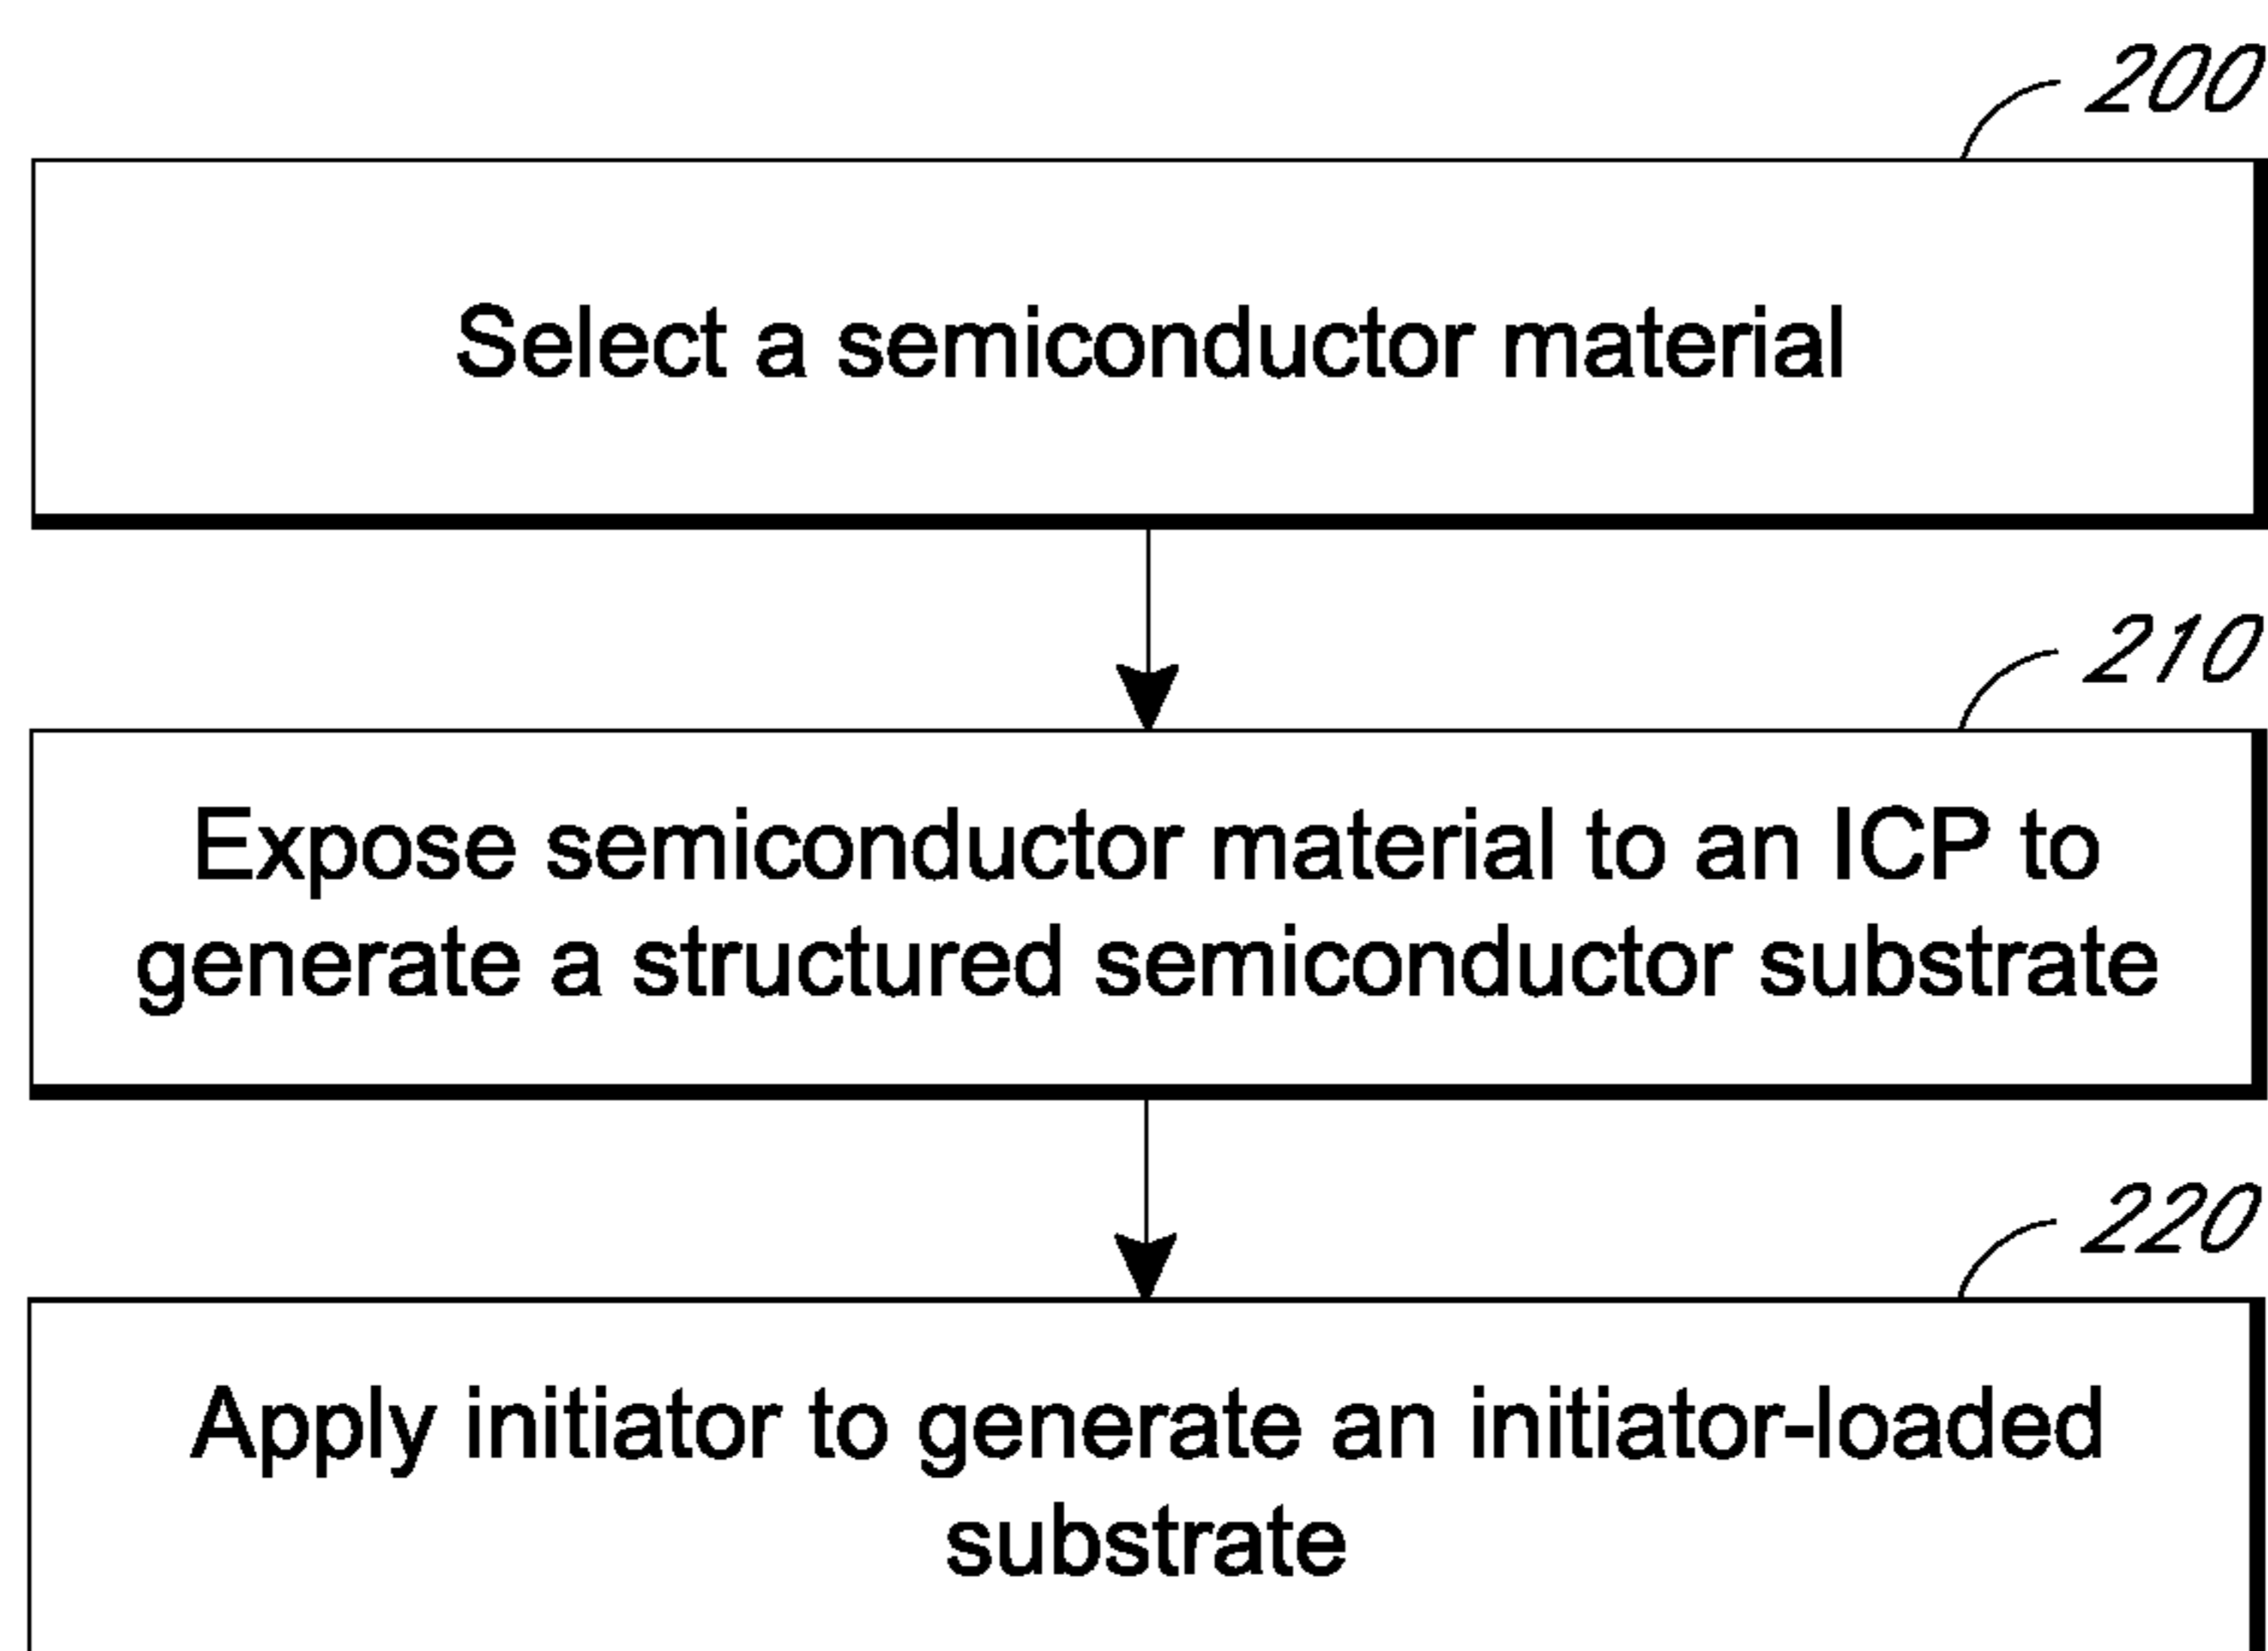 200
Select a semiconductor material
210
Expose semiconductor material to an ICP to
generate a structured semiconductor substrate
220
Apply initiator to generate an initiator-loaded
substrate